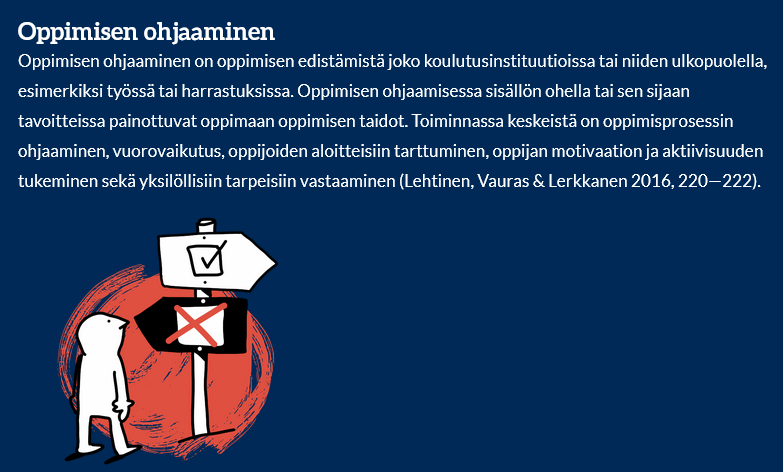 Oppimisen ohjaaminen
Oppimisen ohjaaminen on oppimisen edistämistä joko koulutusinstituutioissa tai niiden ulkopuolella,
esimerkiksi työssä tai harrastuksissa. Oppimisen ohjaamisessa sisällön ohella tai sen sijaan
tavoitteissa painottuvat oppimaan oppimisen taidot. Toiminnassa keskeistä on oppimisprosessin
ohjaaminen, vuorovaikutus, oppijoiden aloitteisiin tarttuminen, oppijan motivaation ja aktiivisuuden
tukeminen sekä yksilöllisiin tarpeisiin vastaaminen (Lehtinen, Vauras & Lerkkanen 2016, 220—222).